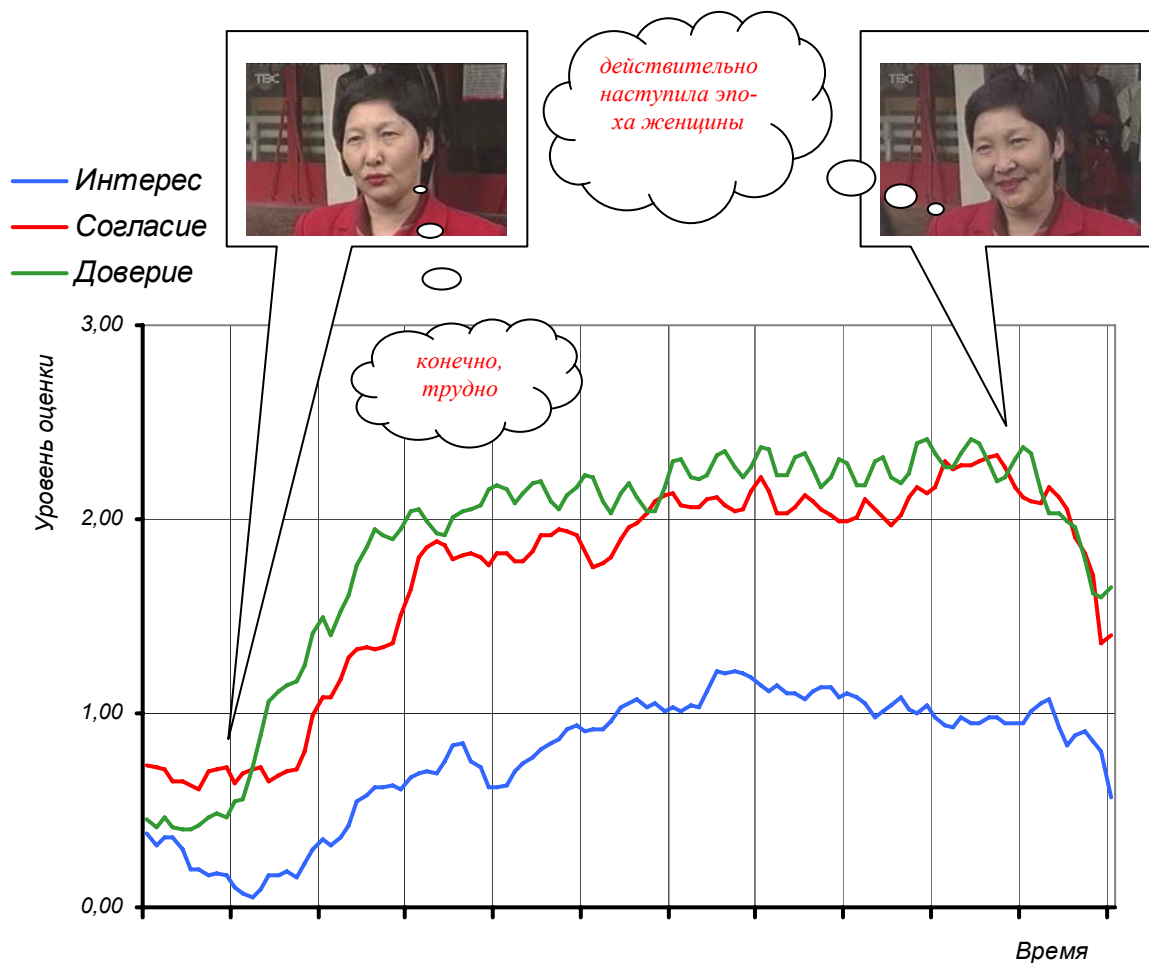 действительно
наступила эпо-
ха женщины
ТВС
ТВС
Интерес
Согласие
Доверие
конечно,
трудно
Уровень оценки
3,00
2,00
1,00
0,00
Время